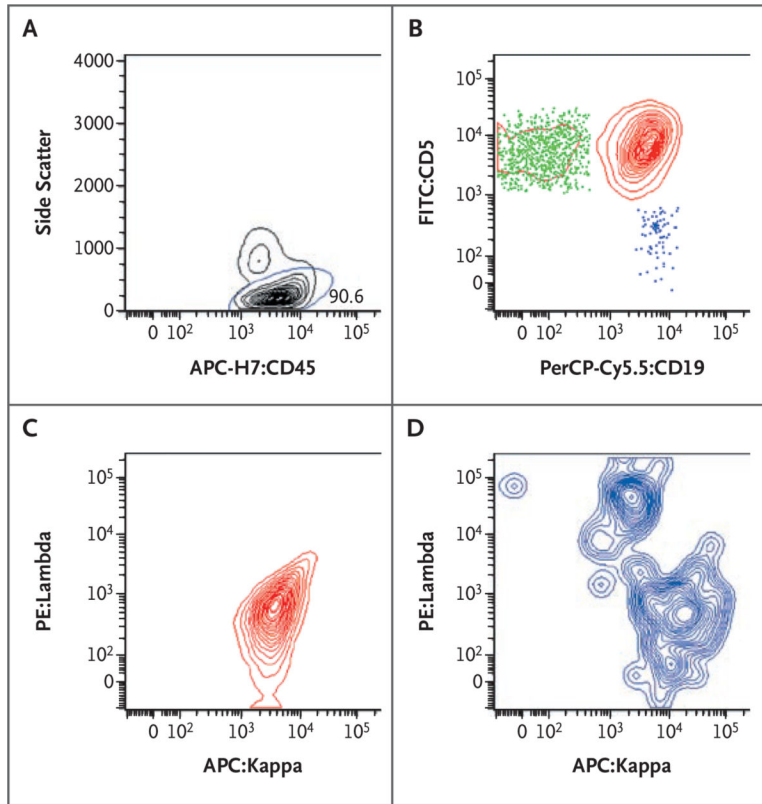 A
4000
3000
2000
1000
0
Side Scatter
90.6
0 10² 10³ 10⁴ 10⁵
APC-H7:CD45
B
10⁵
10⁴
10³
10²
0
FITC:CD5
0 10² 10³ 10⁴ 10⁵
PerCP-Cy5.5:CD19
C
10⁵
10⁴
10³
10²
0
PE:Lambda
0 10² 10³ 10⁴ 10⁵
APC:Kappa
D
10⁵
10⁴
10³
10²
0
PE:Lambda
0 10² 10³ 10⁴ 10⁵
APC:Kappa